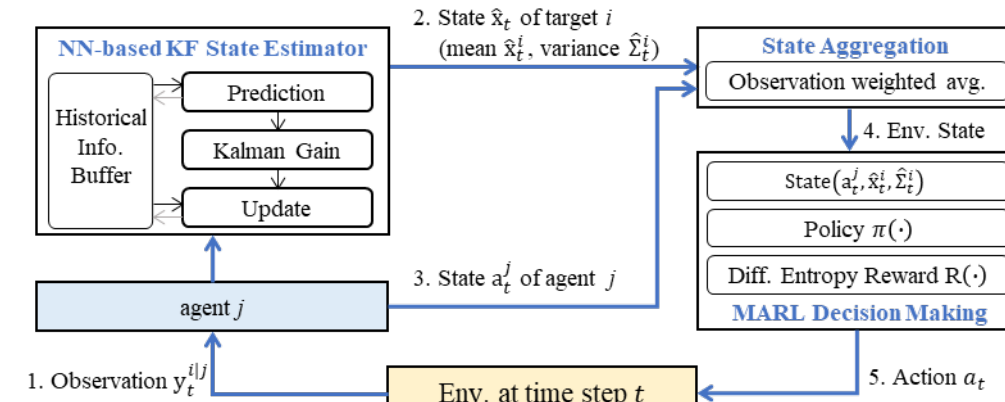 2. State x̂ₜ of target i
(mean x̂ₜⁱ, variance Σ̂ₜⁱ)
NN-based KF State Estimator
Historical
Info.
Buffer
Prediction
Kalman Gain
Update
State Aggregation
Observation weighted avg.
4. Env. State
State(aₜʲ, x̂ₜⁱ, Σ̂ₜⁱ)
Policy π(·)
Diff. Entropy Reward R(·)
MARL Decision Making
3. State aₜʲ of agent j
agent j
1. Observation yₜⁱ|ʲ
Env. at time step t
5. Action aₜ